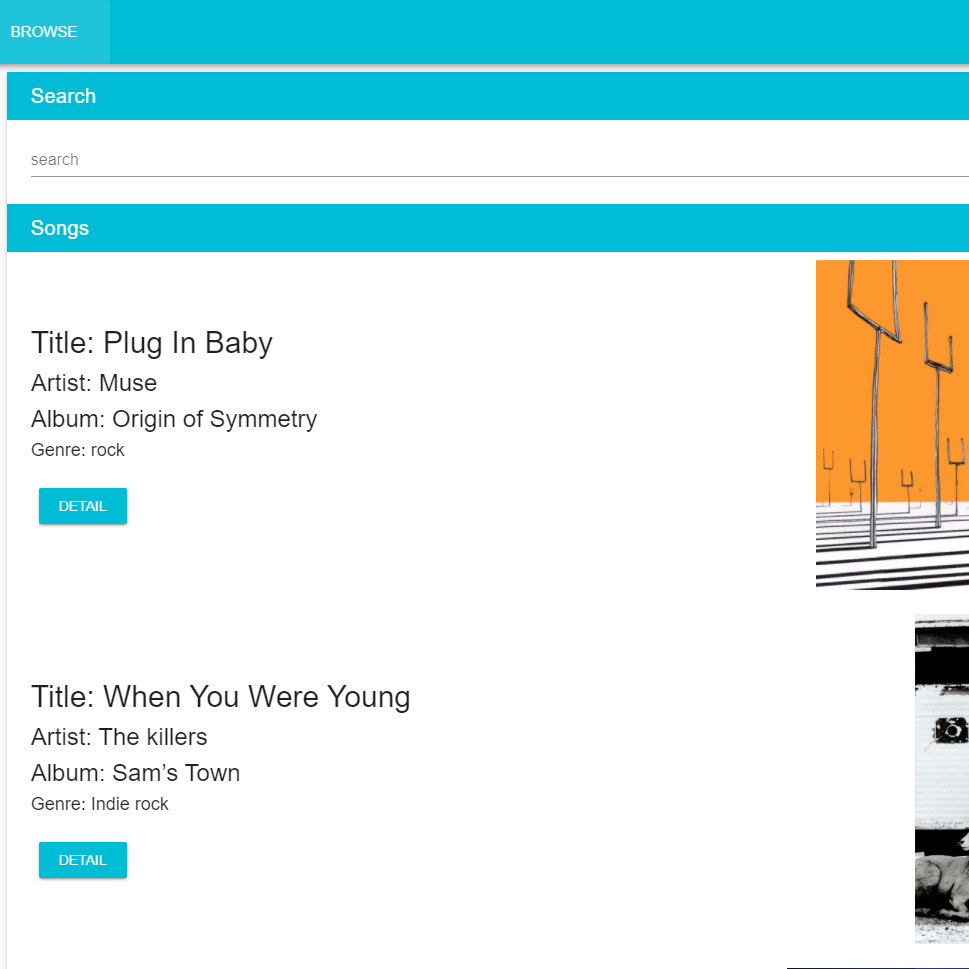 BROWSE
Search
search
Songs
Title: Plug In Baby
Artist: Muse
Album: Origin of Symmetry
Genre: rock
DETAIL
Title: When You Were Young
Artist: The killers
Album: Sam’s Town
Genre: Indie rock
DETAIL